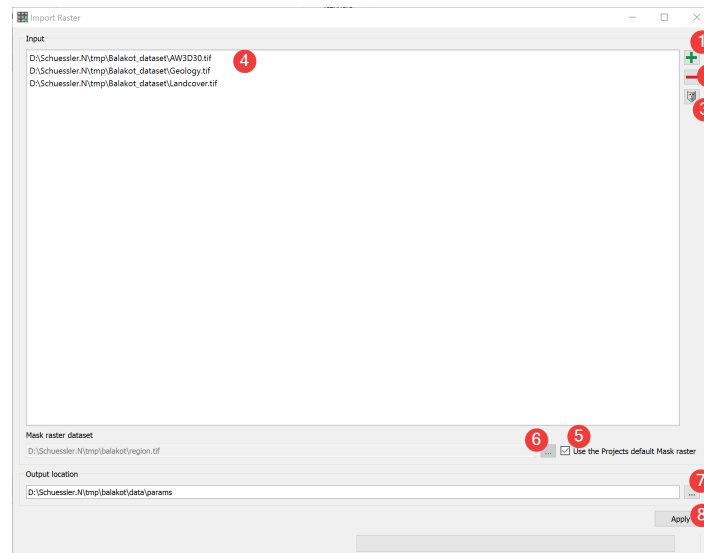 Import Raster
Input
1
D:\Schuessler.N\tmp\Balakot_dataset\AW3D30.tif
4
D:\Schuessler.N\tmp\Balakot_dataset\Geology.tif
D:\Schuessler.N\tmp\Balakot_dataset\Landcover.tif
3
Mask raster dataset
6
5
D:\Schuessler.N\tmp\balakot\region.tif
...
Use the Projects default Mask raster
Output location
7
D:\Schuessler.N\tmp\balakot\data\params
...
Apply
8